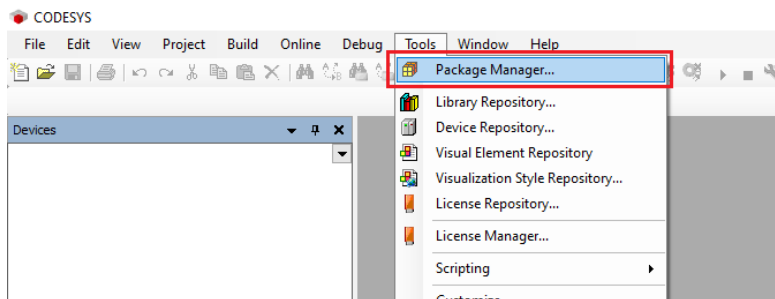 CODESYS
File Edit View Project Build Online Debug Tools Window Help
Package Manager...
Library Repository...
Devices
Device Repository...
Visual Element Repository
Visualization Style Repository...
License Repository...
License Manager...
Scripting
Customize